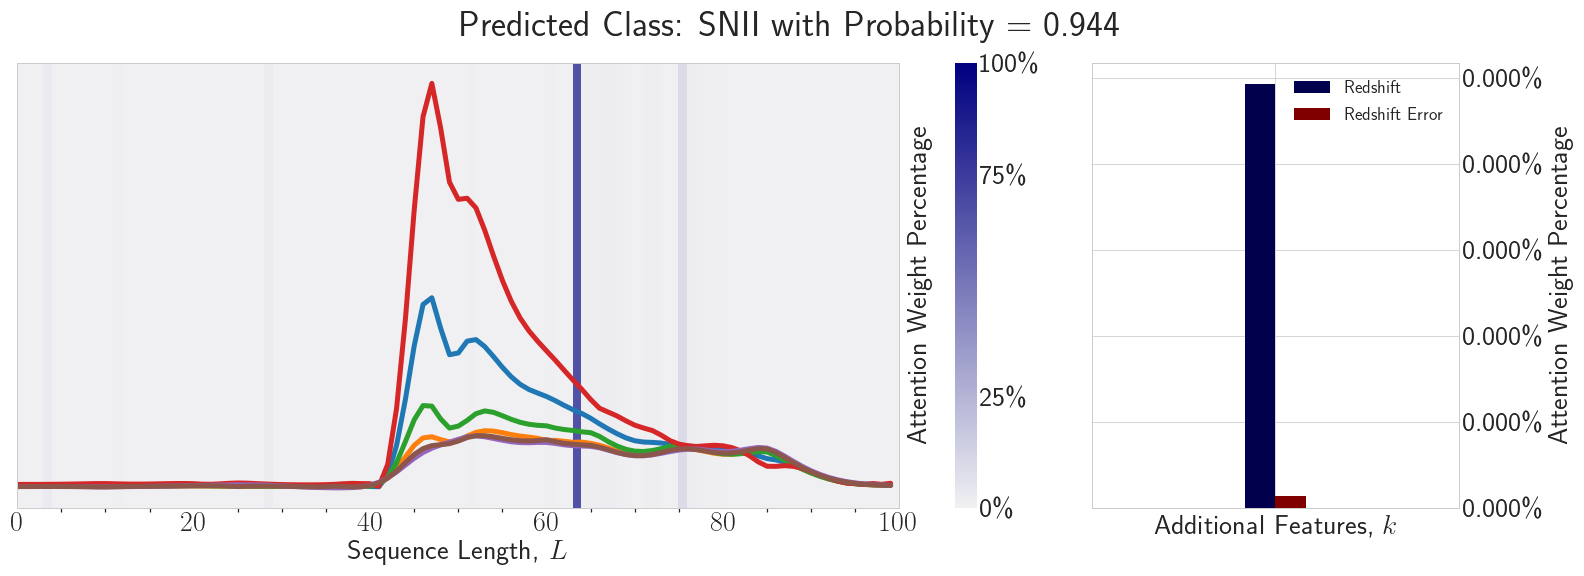 Predicted Class: SNII with Probability = 0.944
100%
75%
25%
0%
Attention Weight Percentage
0
20
40
60
80
100
Sequence Length, L
Redshift
Redshift Error
0.000%
0.000%
0.000%
0.000%
0.000%
0.000%
Attention Weight Percentage
Additional Features, k